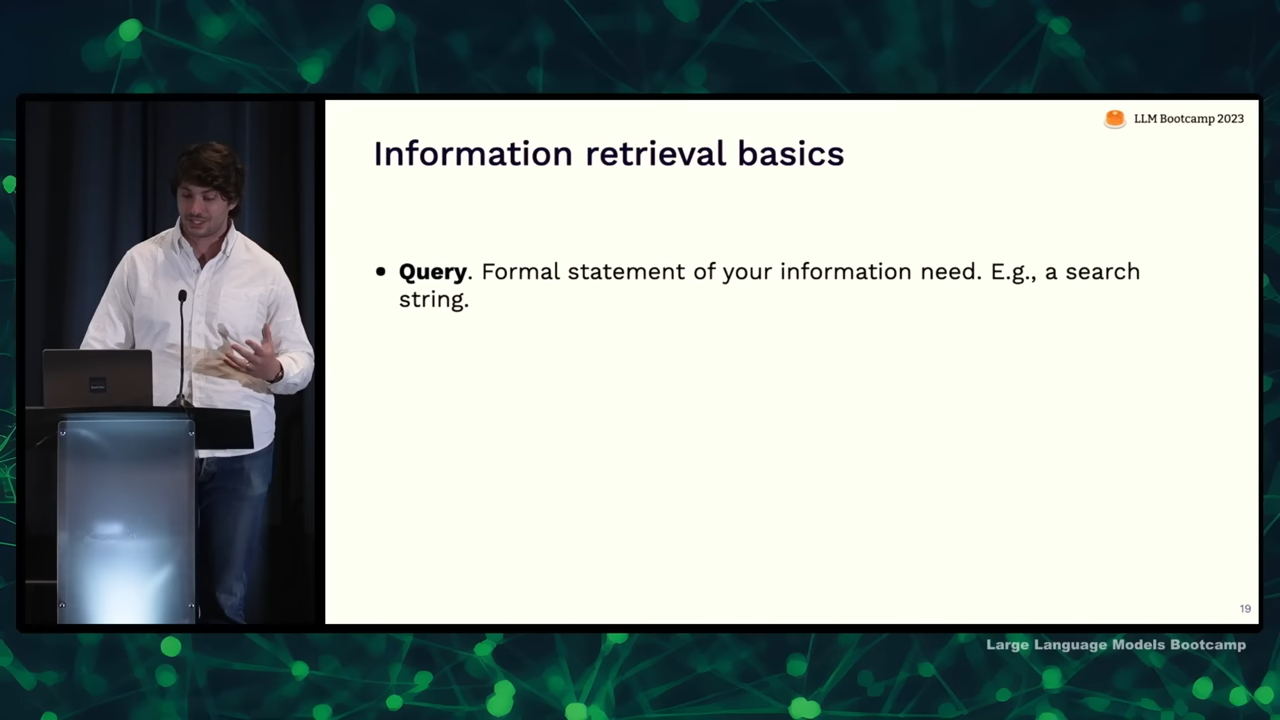 LLM Bootcamp 2023
Information retrieval basics
• Query. Formal statement of your information need. E.g., a search
string.
19
Large Language Models Bootcamp